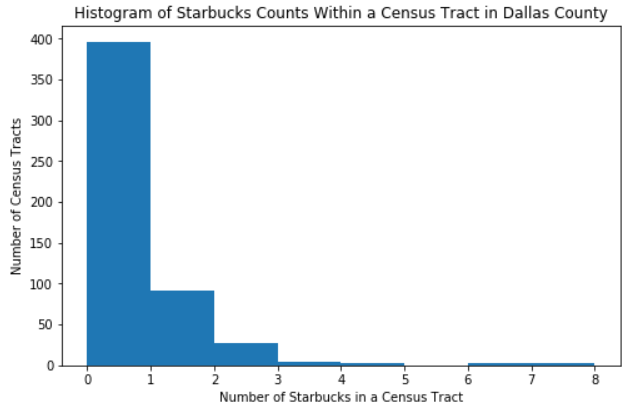 Histogram of Starbucks Counts Within a Census Tract in Dallas County
Number of Census Tracts
400
350
300
250
200
150
100
50
0
0 1 2 3 4 5 6 7 8
Number of Starbucks in a Census Tract